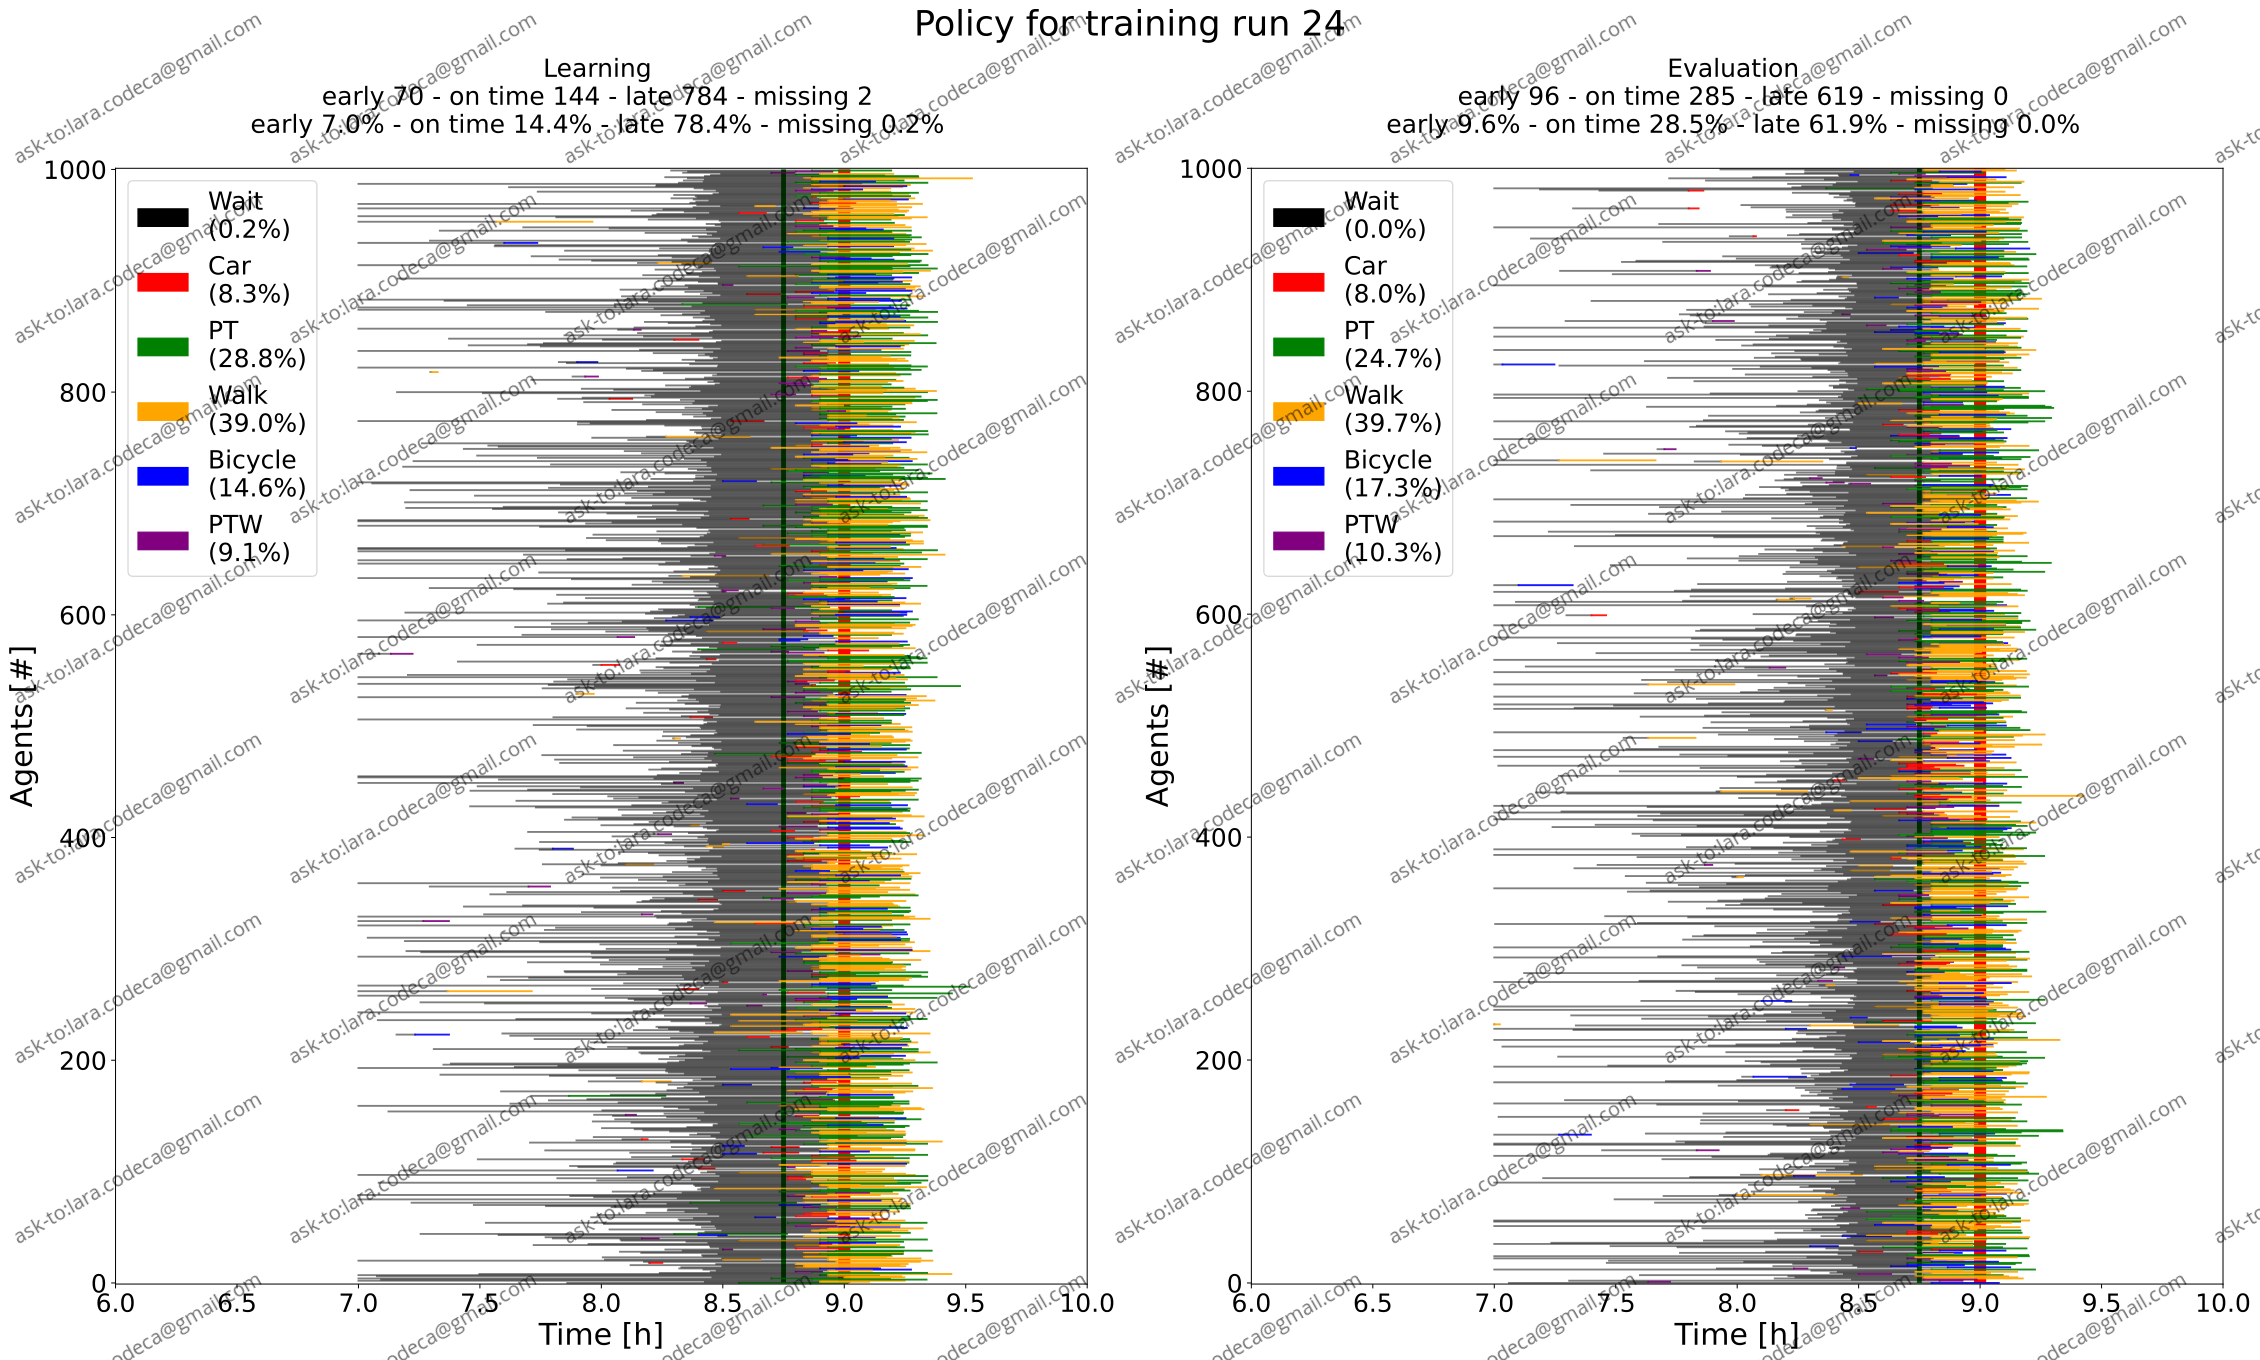 Policy for training run 24
Learning
early 70 - on time 144 - late 784 - missing 2
early 7.0% - on time 14.4% - late 78.4% - missing 0.2%
1000
800
600
400
200
0
Agents [#]
Wait
(0.2%)
Car
(8.3%)
PT
(28.8%)
Walk
(39.0%)
Bicycle
(14.6%)
PTW
(9.1%)
6.0 6.5 7.0 7.5 8.0 8.5 9.0 9.5 10.0
Time [h]
Evaluation
early 96 - on time 285 - late 619 - missing 0
early 9.6% - on time 28.5% - late 61.9% - missing 0.0%
1000
800
600
400
200
0
Agents [#]
Wait
(0.0%)
Car
(8.0%)
PT
(24.7%)
Walk
(39.7%)
Bicycle
(17.3%)
PTW
(10.3%)
6.0 6.5 7.0 7.5 8.0 8.5 9.0 9.5 10.0
Time [h]
ask-to:lara.codeca@gmail.com